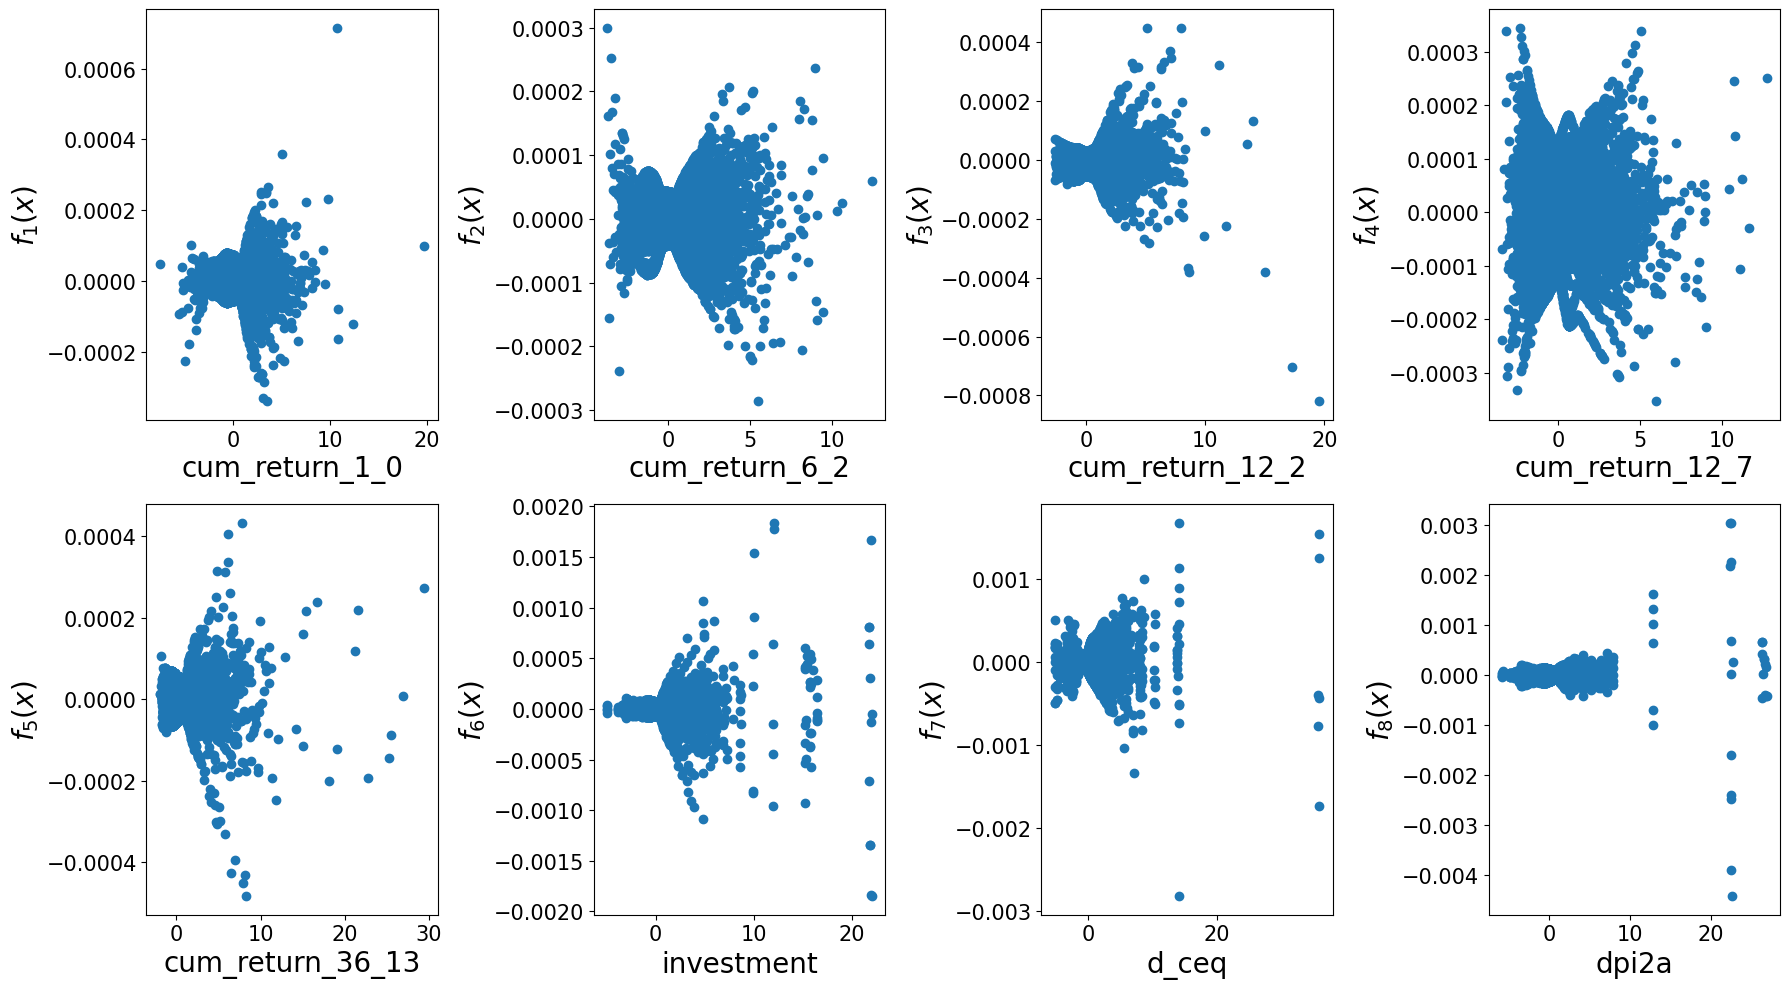 0.0006
0.0004
0.0002
0.0000
−0.0002
f1(x)
0 10 20
cum_return_1_0
0.0003
0.0002
0.0001
0.0000
−0.0001
−0.0002
−0.0003
f2(x)
0 5 10
cum_return_6_2
0.0004
0.0002
0.0000
−0.0002
−0.0004
−0.0006
−0.0008
f3(x)
0 10 20
cum_return_12_2
0.0003
0.0002
0.0001
0.0000
−0.0001
−0.0002
−0.0003
f4(x)
0 5 10
cum_return_12_7
0.0004
0.0002
0.0000
−0.0002
−0.0004
f5(x)
0 10 20 30
cum_return_36_13
0.0020
0.0015
0.0010
0.0005
0.0000
−0.0005
−0.0010
−0.0015
−0.0020
f6(x)
0 10 20
investment
0.001
0.000
−0.001
−0.002
−0.003
f7(x)
0 20
d_ceq
0.003
0.002
0.001
0.000
−0.001
−0.002
−0.003
−0.004
f8(x)
0 10 20
dpi2a